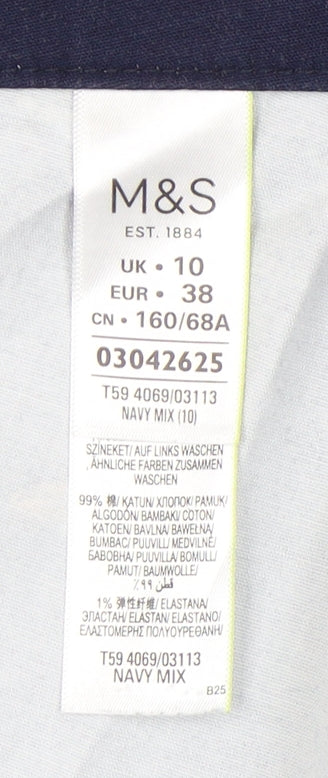 M&S
EST. 1884
UK • 10
EUR • 38
CN • 160/68A
03042625
T59 4069/03113
NAVY MIX (10)
SZÍNEKET/ AUF LINKS WASCHEN
, ÄHNLICHE FARBEN ZUSAMMEN
WASCHEN
99% 棉/ KATUN/ ХЛОПОК/ PAMUK/
ALGODÓN/ BAMBAKI/ COTON/
KATOEN/ BAVLNA/ BAWEŁNA/
BUMBAC/ PUUVILL/ MEDVILNĖ/
БАВОВНА/ PUUVILLA/ BOMULL/
PAMUT/ BAUMWOLLE/
قطن ٩٩٪
1% 弹性纤维/ ELASTANA/
ЭЛАСТАН/ ELASTAN/ ELASTANO/
ΕΛΑΣΤΟΜΕΡΗΣ ΠΟΛΥΟΥΡΕΘΑΝΗ/
T59 4069/03113
NAVY MIX
B25